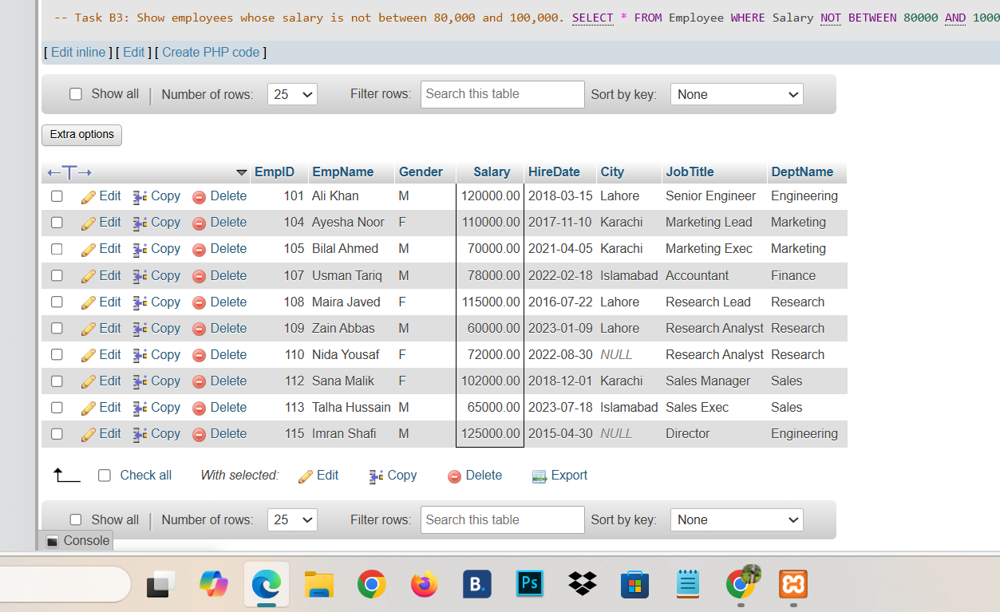 -- Task B3: Show employees whose salary is not between 80,000 and 100,000. SELECT * FROM Employee WHERE Salary NOT BETWEEN 80000 AND 1000
[ Edit inline ] [ Edit ] [ Create PHP code ]
Show all | Number of rows: 25 Filter rows: Search this table Sort by key: None
Extra options
←T→ EmpID EmpName Gender Salary HireDate City JobTitle DeptName
Edit Copy Delete 101 Ali Khan M 120000.00 2018-03-15 Lahore Senior Engineer Engineering
Edit Copy Delete 104 Ayesha Noor F 110000.00 2017-11-10 Karachi Marketing Lead Marketing
Edit Copy Delete 105 Bilal Ahmed M 70000.00 2021-04-05 Karachi Marketing Exec Marketing
Edit Copy Delete 107 Usman Tariq M 78000.00 2022-02-18 Islamabad Accountant Finance
Edit Copy Delete 108 Maira Javed F 115000.00 2016-07-22 Lahore Research Lead Research
Edit Copy Delete 109 Zain Abbas M 60000.00 2023-01-09 Lahore Research Analyst Research
Edit Copy Delete 110 Nida Yousaf F 72000.00 2022-08-30 NULL Research Analyst Research
Edit Copy Delete 112 Sana Malik F 102000.00 2018-12-01 Karachi Sales Manager Sales
Edit Copy Delete 113 Talha Hussain M 65000.00 2023-07-18 Islamabad Sales Exec Sales
Edit Copy Delete 115 Imran Shafi M 125000.00 2015-04-30 NULL Director Engineering
Check all With selected: Edit Copy Delete Export
Show all | Number of rows: 25 Filter rows: Search this table Sort by key: None
Console
B. Ps